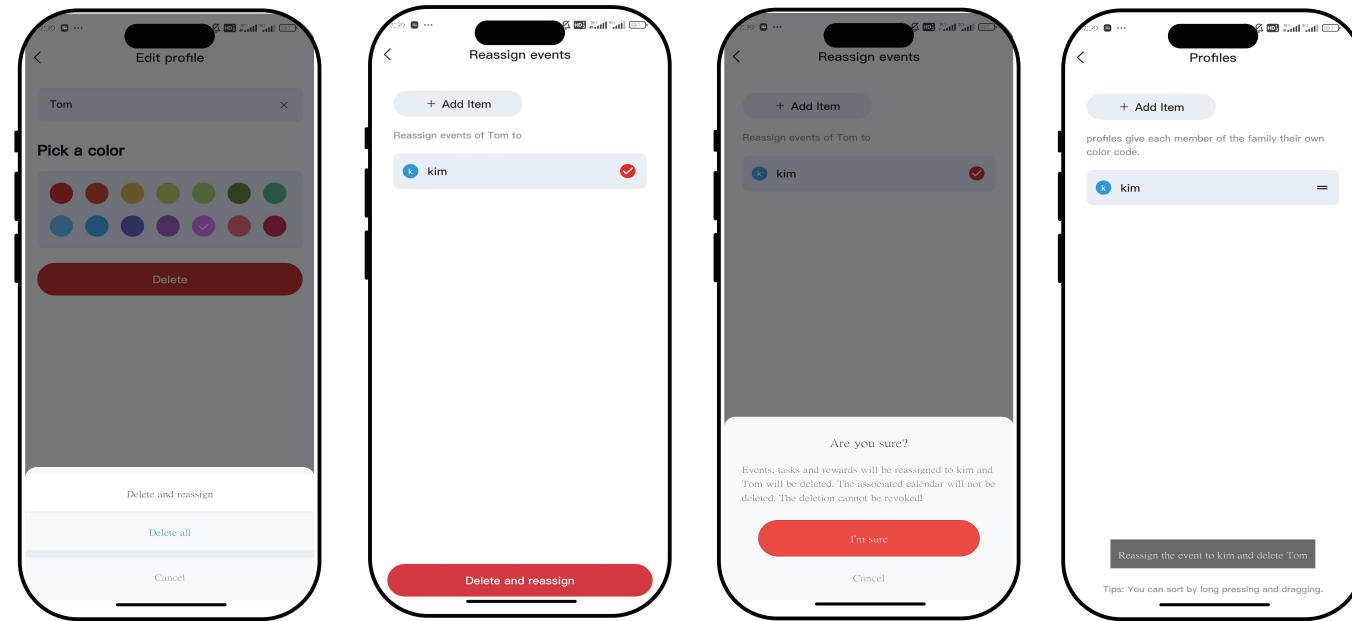 Edit profile
Tom
Pick a color
Delete
Delete and reassign
Delete all
Cancel
Reassign events
+ Add Item
Reassign events of Tom to
k kim
Delete and reassign
Reassign events
+ Add Item
Reassign events of Tom to
k kim
Are you sure?
Events, tasks and rewards will be reassigned to kim and
Tom will be deleted. The associated calendar will not be
deleted. The deletion cannot be revoked!
I'm sure
Cancel
Profiles
+ Add Item
profiles give each member of the family their own
color code.
k kim
Reassign the event to kim and delete Tom
Tips: You can sort by long pressing and dragging.